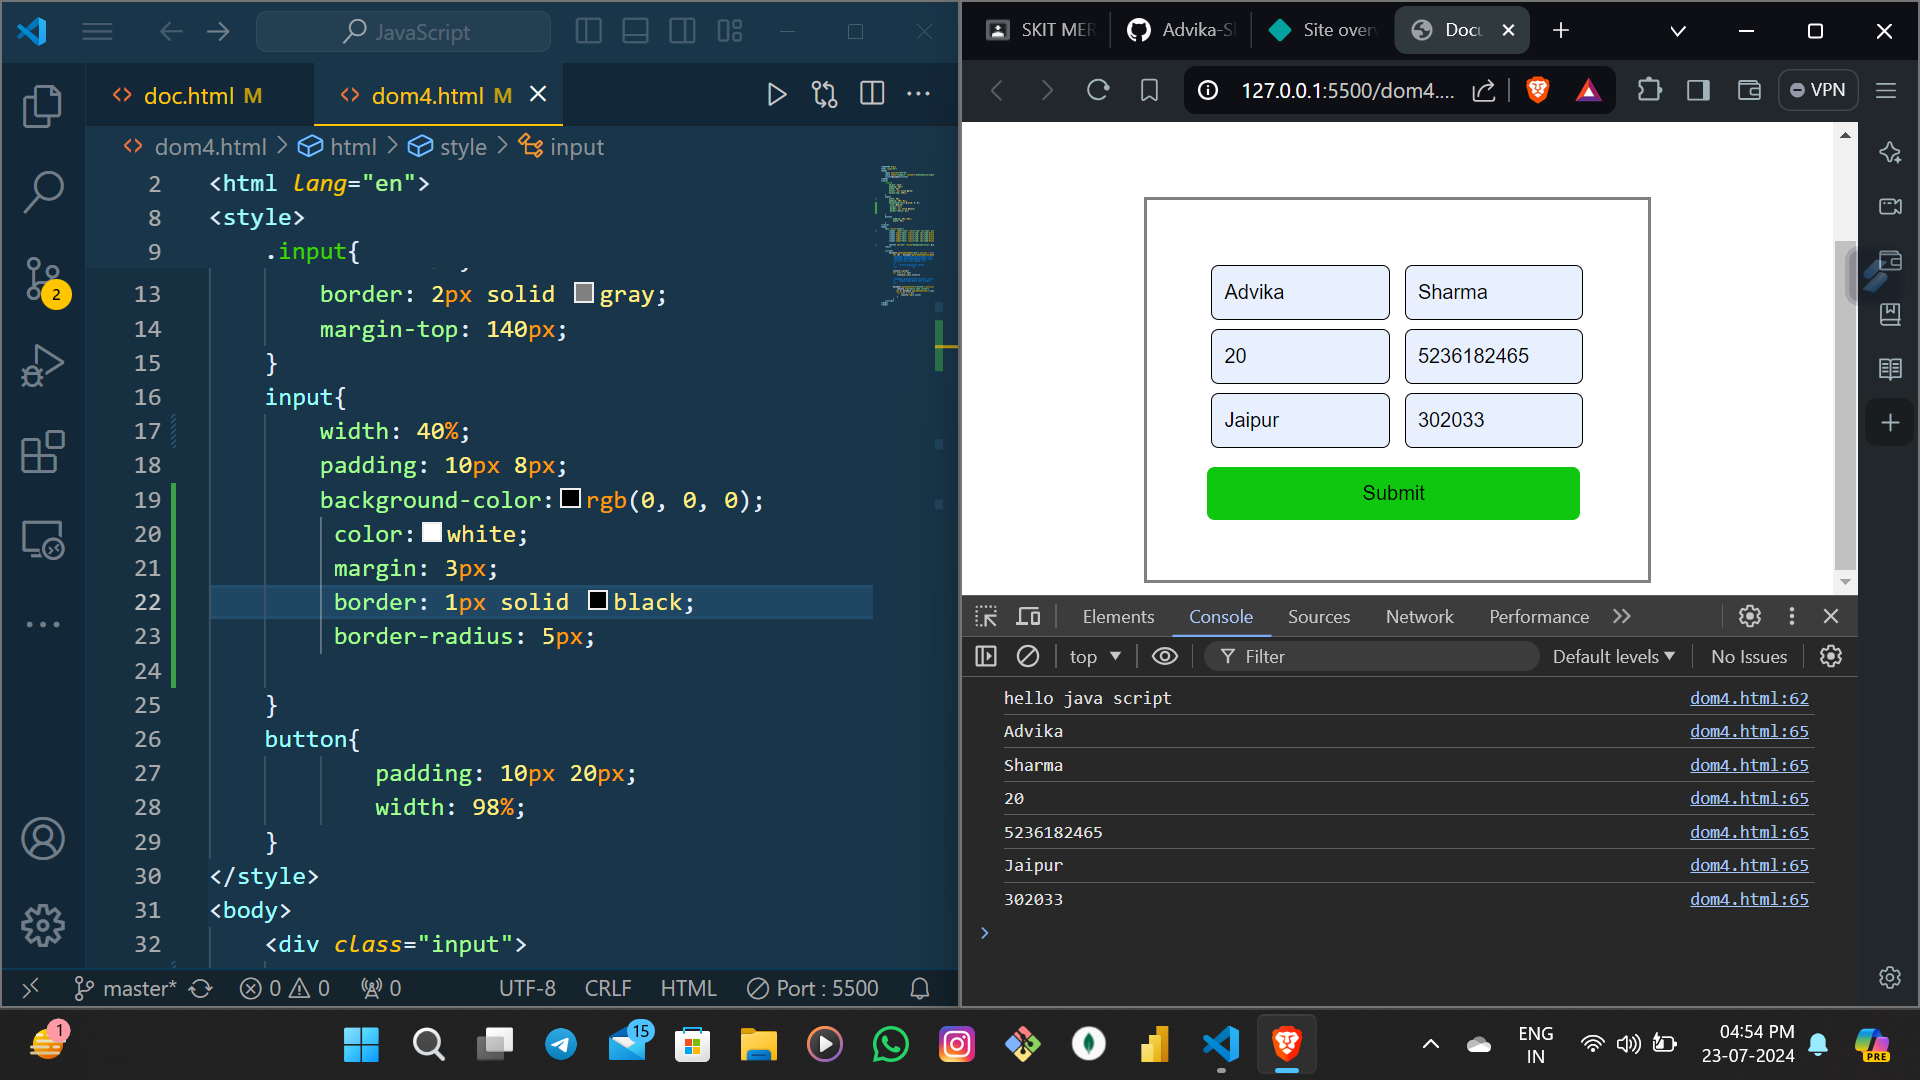 JavaScript
doc.html M
dom4.html M
dom4.html > html > style > input
2 <html lang="en">
8 <style>
9 .input{
13 border: 2px solid gray;
14 margin-top: 140px;
15 }
16 input{
17 width: 40%;
18 padding: 10px 8px;
19 background-color: rgb(0, 0, 0);
20 color: white;
21 margin: 3px;
22 border: 1px solid black;
23 border-radius: 5px;
24
25 }
26 button{
27 padding: 10px 20px;
28 width: 98%;
29 }
30 </style>
31 <body>
32 <div class="input">
2
master* 0 0 0 UTF-8 CRLF HTML Port : 5500
SKIT MER
Advika-S
Site over
Docu
127.0.0.1:5500/dom4....
VPN
Advika Sharma
20 5236182465
Jaipur 302033
Submit
Elements Console Sources Network Performance
top Filter Default levels No Issues
hello java script dom4.html:62
Advika dom4.html:65
Sharma dom4.html:65
20 dom4.html:65
5236182465 dom4.html:65
Jaipur dom4.html:65
302033 dom4.html:65
1
15
ENG
IN
04:54 PM
23-07-2024
PRE